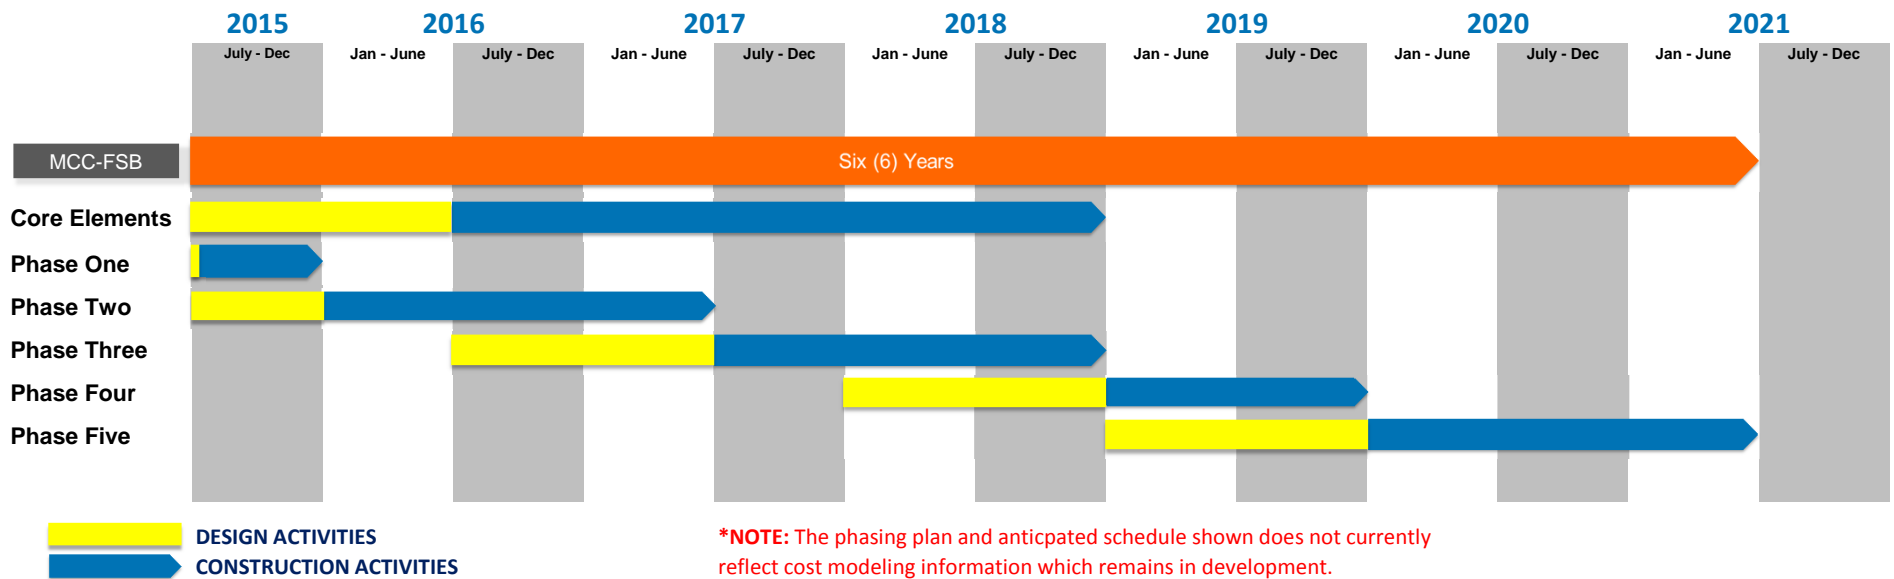 2015 2016 2017 2018 2019 2020 2021
July - Dec Jan - June July - Dec Jan - June July - Dec Jan - June July - Dec Jan - June July - Dec Jan - June July - Dec Jan - June July - Dec
MCC-FSB Six (6) Years
Core Elements
Phase One
Phase Two
Phase Three
Phase Four
Phase Five
DESIGN ACTIVITIES
CONSTRUCTION ACTIVITIES
*NOTE: The phasing plan and anticpated schedule shown does not currently
reflect cost modeling information which remains in development.